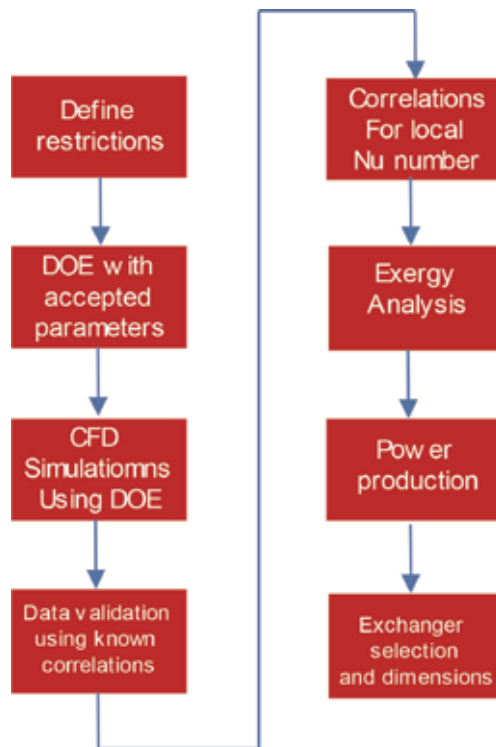 Define
restrictions
DOE with
accepted
parameters
CFD
Simulatiomns
Using DOE
Data validation
using known
correlations
Correlations
For local
Nu number
Exergy
Analysis
Power
production
Exchanger
selection
and dimensions